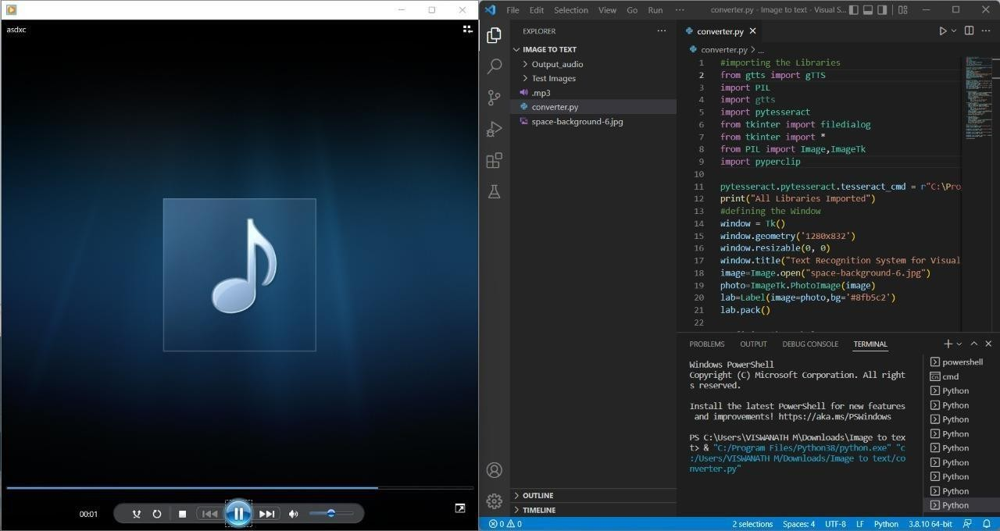 asdxc
00:01
File Edit Selection View Go Run ··· converter.py - Image to text - Visual S...
EXPLORER ···
IMAGE TO TEXT
Output_audio
Test Images
.mp3
converter.py
space-background-6.jpg
OUTLINE
TIMELINE
converter.py
converter.py > ...
1 #importing the Libraries
2 from gtts import gTTS
3 import PIL
4 import gtts
5 import pytesseract
6 from tkinter import filedialog
7 from tkinter import *
8 from PIL import Image,ImageTk
9 import pyperclip
10
11 pytesseract.pytesseract.tesseract_cmd = r"C:\Pro
12 print("All Libraries Imported")
13 #defining the Window
14 window = Tk()
15 window.geometry('1280x832')
16 window.resizable(0, 0)
17 window.title("Text Recognition System for Visual
18 image=Image.open("space-background-6.jpg")
19 photo=ImageTk.PhotoImage(image)
20 lab=Label(image=photo,bg='#8fb5c2')
21 lab.pack()
22
PROBLEMS OUTPUT DEBUG CONSOLE TERMINAL
Windows PowerShell
Copyright (C) Microsoft Corporation. All right
s reserved.
Install the latest PowerShell for new features
and improvements! https://aka.ms/PSWindows
PS C:\Users\VISWANATH M\Downloads\Image to tex
t> & "C:/Program Files/Python38/python.exe" "c
:/Users/VISWANATH M/Downloads/Image to text/co
nverter.py"
powershell
cmd
Python
Python
Python
Python
Python
Python
Python
Python
Python
0 0 2 selections Spaces: 4 UTF-8 LF Python 3.8.10 64-bit